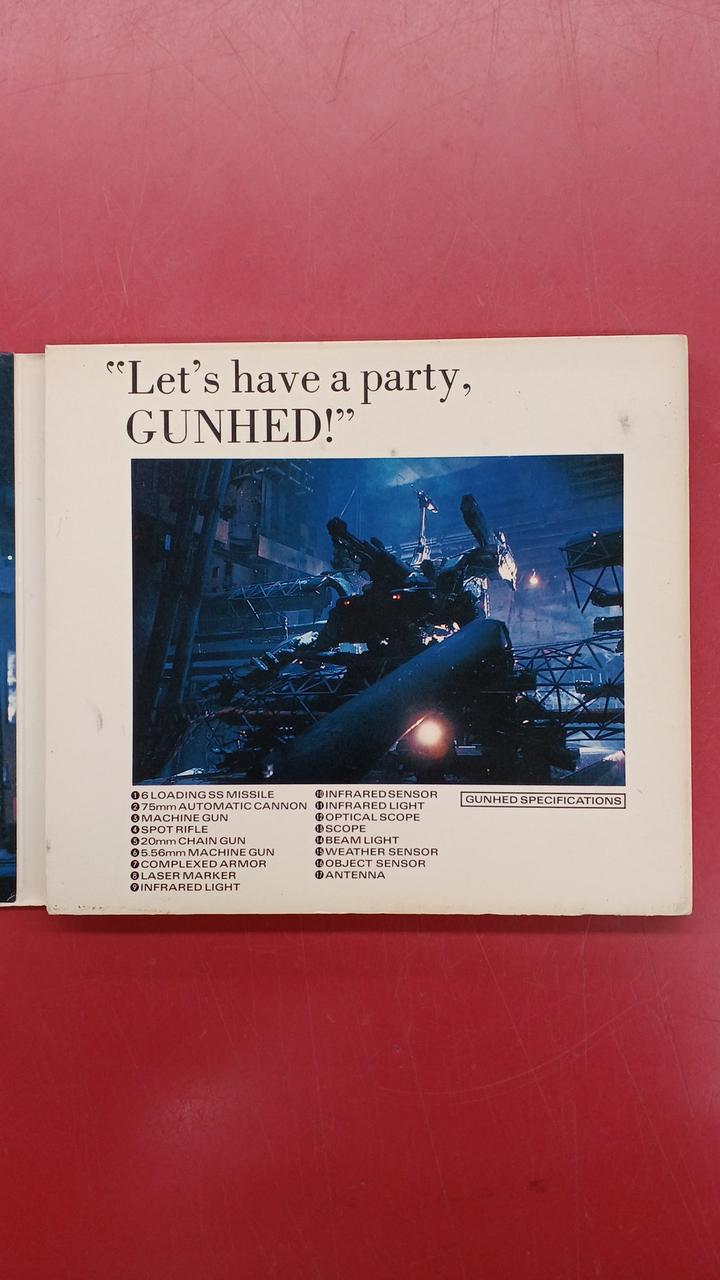 “Let’s have a party,
GUNHED!”
❶6 LOADING SS MISSILE
❷75mm AUTOMATIC CANNON
❸MACHINE GUN
❹SPOT RIFLE
❺20mm CHAIN GUN
❻5.56mm MACHINE GUN
❼COMPLEXED ARMOR
❽LASER MARKER
❾INFRARED LIGHT
❿INFRARED SENSOR
⓫INFRARED LIGHT
⓬OPTICAL SCOPE
⓭SCOPE
⓮BEAM LIGHT
⓯WEATHER SENSOR
⓰OBJECT SENSOR
⓱ANTENNA
GUNHED SPECIFICATIONS